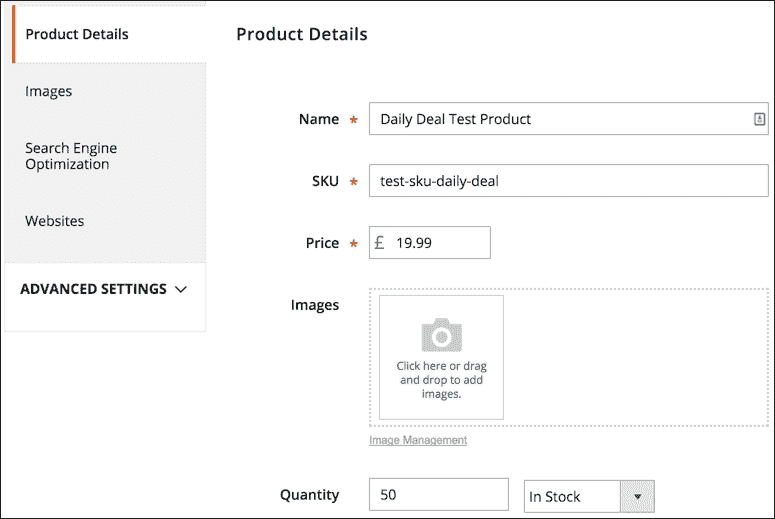 Product Details
Images
Search Engine
Optimization
Websites
ADVANCED SETTINGS
Product Details
Name * Daily Deal Test Product
SKU * test-sku-daily-deal
Price * £ 19.99
Images
Click here or drag
and drop to add
images.
Image Management
Quantity 50 In Stock